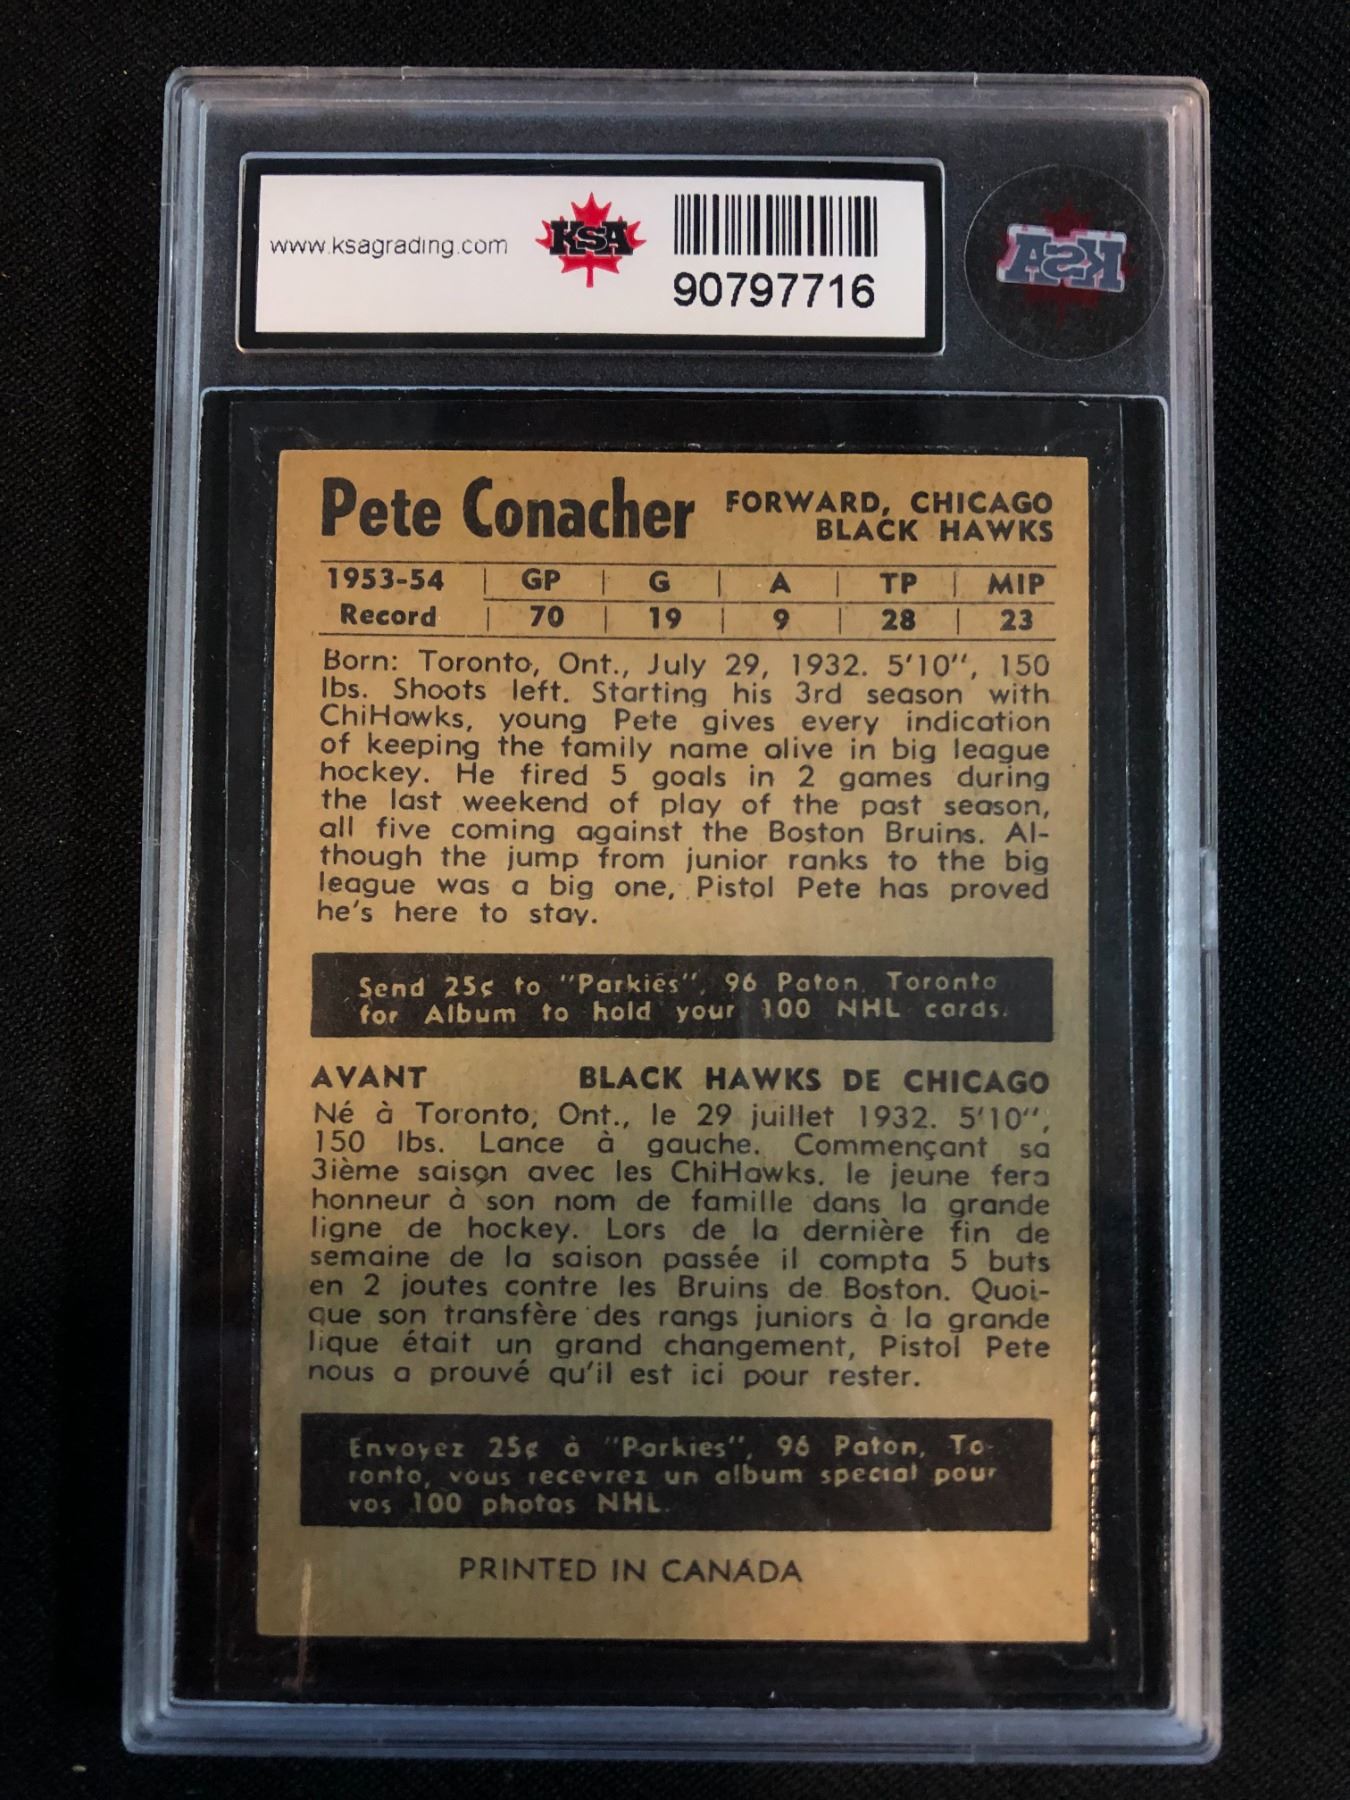 www.ksagrading.com
KSA
90797716
KSA
Pete Conacher
FORWARD, CHICAGO
BLACK HAWKS
1953-54 | GP | G | A | TP | MIP
Record | 70 | 19 | 9 | 28 | 23
Born: Toronto, Ont., July 29, 1932. 5'10", 150
lbs. Shoots left. Starting his 3rd season with
ChiHawks, young Pete gives every indication
of keeping the family name alive in big league
hockey. He fired 5 goals in 2 games during
the last weekend of play of the past season,
all five coming against the Boston Bruins. Al-
though the jump from junior ranks to the big
league was a big one, Pistol Pete has proved
he's here to stay.
Send 25¢ to "Parkies", 96 Paton, Toronto
for Album to hold your 100 NHL cards.
AVANT BLACK HAWKS DE CHICAGO
Né à Toronto, Ont., le 29 juillet 1932. 5'10",
150 lbs. Lance à gauche. Commençant sa
3ième saison avec les ChiHawks, le jeune fera
honneur à son nom de famille dans la grande
ligne de hockey. Lors de la dernière fin de
semaine de la saison passée il compta 5 buts
en 2 joutes contre les Bruins de Boston. Quoi-
que son transfère des rangs juniors à la grande
lique était un grand changement, Pistol Pete
nous a prouvé qu'il est ici pour rester.
Envoyez 25¢ à "Parkies", 96 Paton, To-
ronto, vous recevrez un album special pour
vos 100 photos NHL.
PRINTED IN CANADA